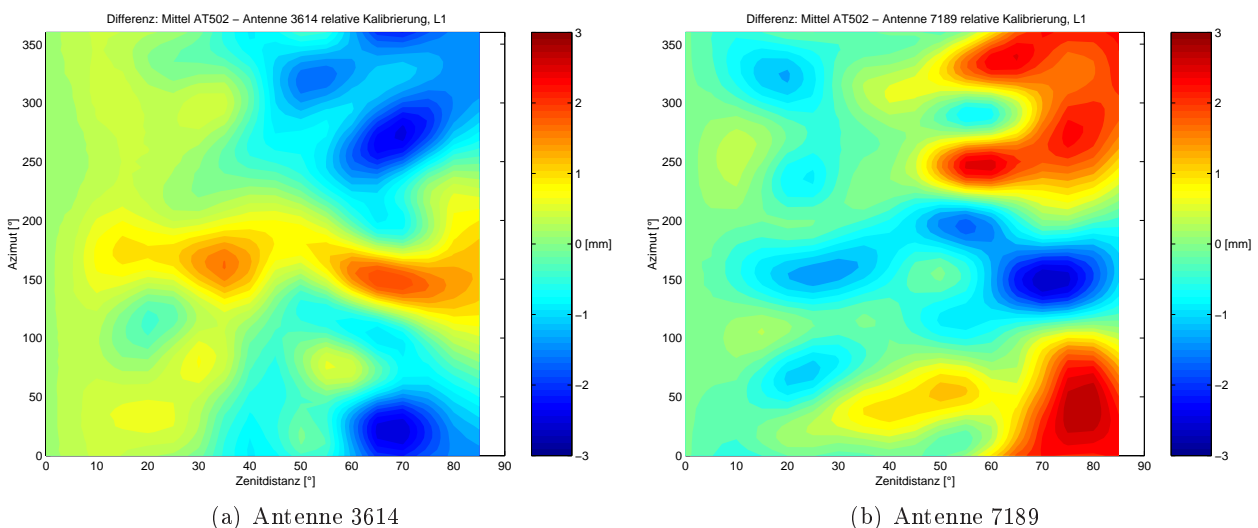 Differenz: Mittel AT502 − Antenne 3614 relative Kalibrierung, L1
Azimut [°]
350
300
250
200
150
100
50
0
0 10 20 30 40 50 60 70 80 90
Zenitdistanz [°]
3
2
1
0 [mm]
−1
−2
−3
(a) Antenne 3614
Differenz: Mittel AT502 − Antenne 7189 relative Kalibrierung, L1
Azimut [°]
350
300
250
200
150
100
50
0
0 10 20 30 40 50 60 70 80 90
Zenitdistanz [°]
3
2
1
0 [mm]
−1
−2
−3
(b) Antenne 7189